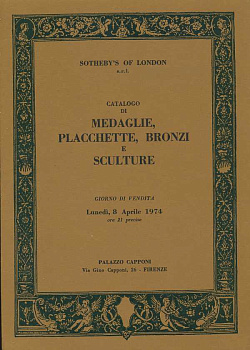 SOTHEBY'S OF LONDON
s.r.l.
CATALOGO
DI
MEDAGLIE,
PLACCHETTE, BRONZI
E
SCULTURE
GIORNO DI VENDITA
Lunedì, 8 Aprile 1974
ore 21 precise
PALAZZO CAPPONI
Via Gino Capponi, 26 - FIRENZE